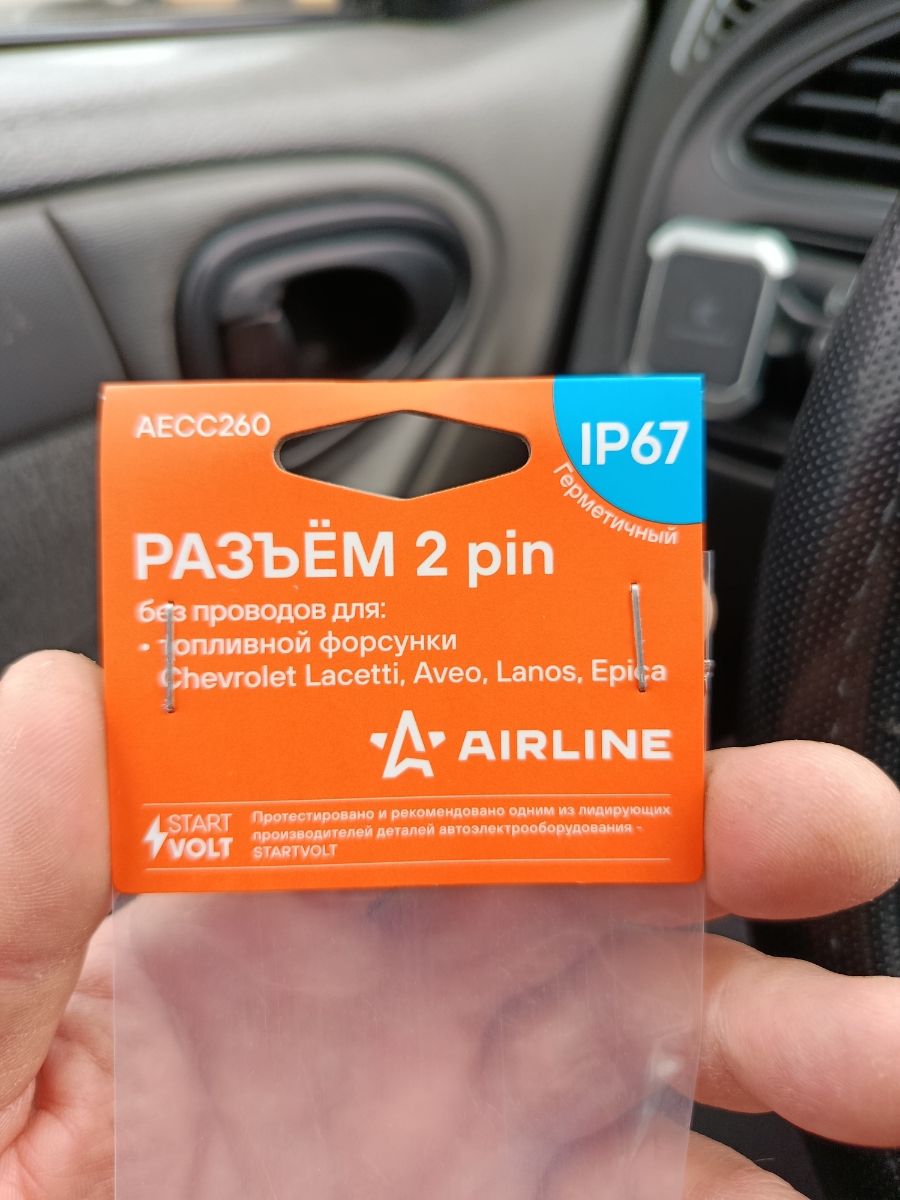 AECC260
IP67
Герметичный
РАЗЪЁМ 2 pin
без проводов для:
• топливной форсунки
Chevrolet Lacetti, Aveo, Lanos, Epica
AIRLINE
START
VOLT
Протестировано и рекомендовано одним из лидирующих
производителей деталей автоэлектрооборудования -
STARTVOLT